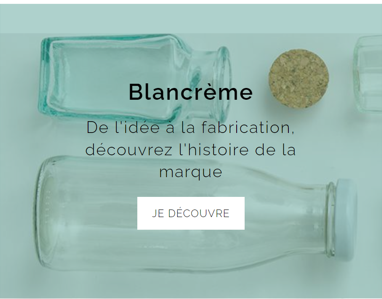 Blancrème
De l'idée à la fabrication,
découvrez l'histoire de la
marque
JE DÉCOUVRE